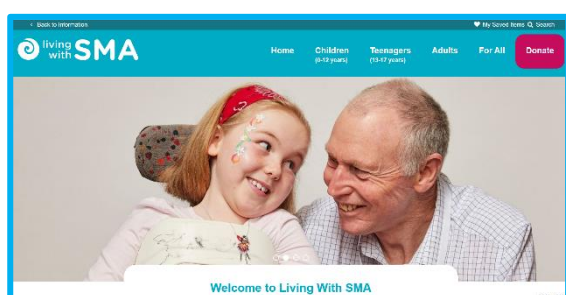 Back to Information
My Saved Items Search
living with SMA
Home
Children
(0-12 years)
Teenagers
(13-17 years)
Adults
For All
Donate
Welcome to Living With SMA